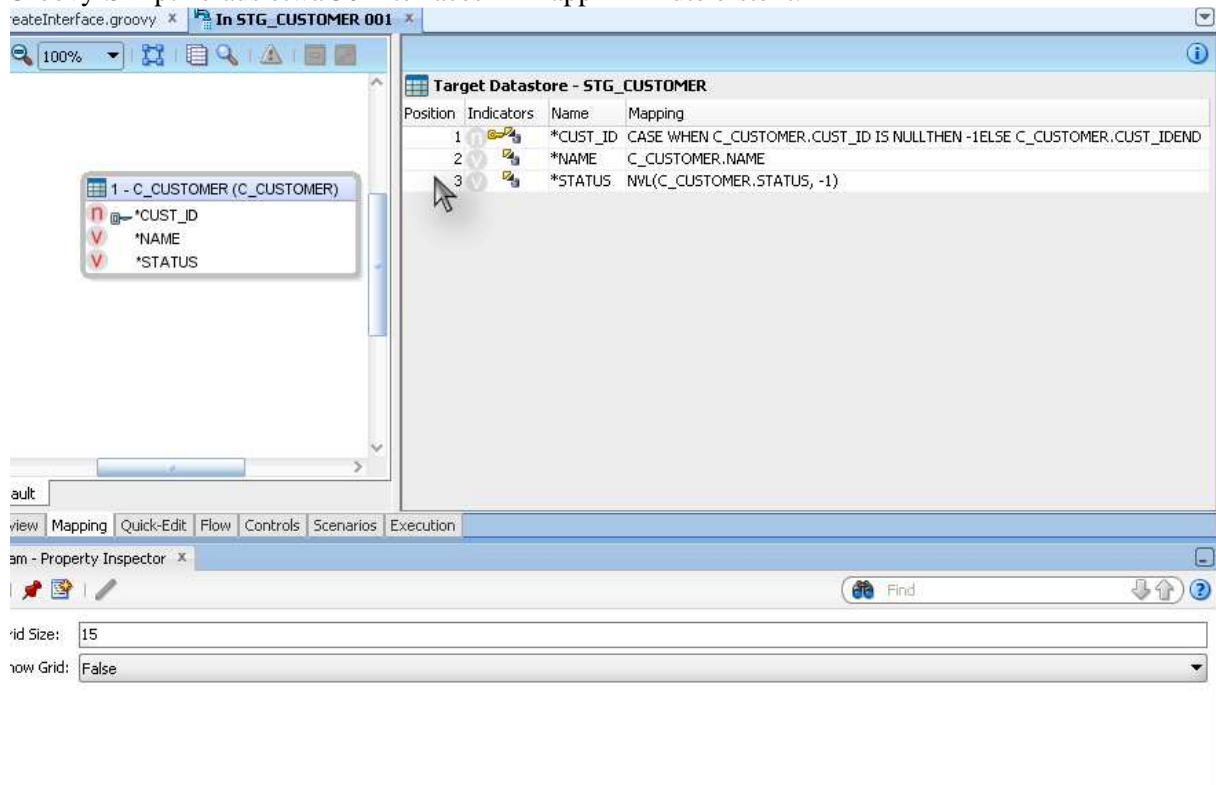 eateInterface.groovy x In STG_CUSTOMER 001 x
100%
Target Datastore - STG_CUSTOMER
Position Indicators Name Mapping
1 *CUST_ID CASE WHEN C_CUSTOMER.CUST_ID IS NULLTHEN -1ELSE C_CUSTOMER.CUST_IDEND
2 *NAME C_CUSTOMER.NAME
3 *STATUS NVL(C_CUSTOMER.STATUS, -1)
1 - C_CUSTOMER (C_CUSTOMER)
*CUST_ID
*NAME
*STATUS
ault
view Mapping Quick-Edit Flow Controls Scenarios Execution
am - Property Inspector x
Find
rid Size: 15
how Grid: False